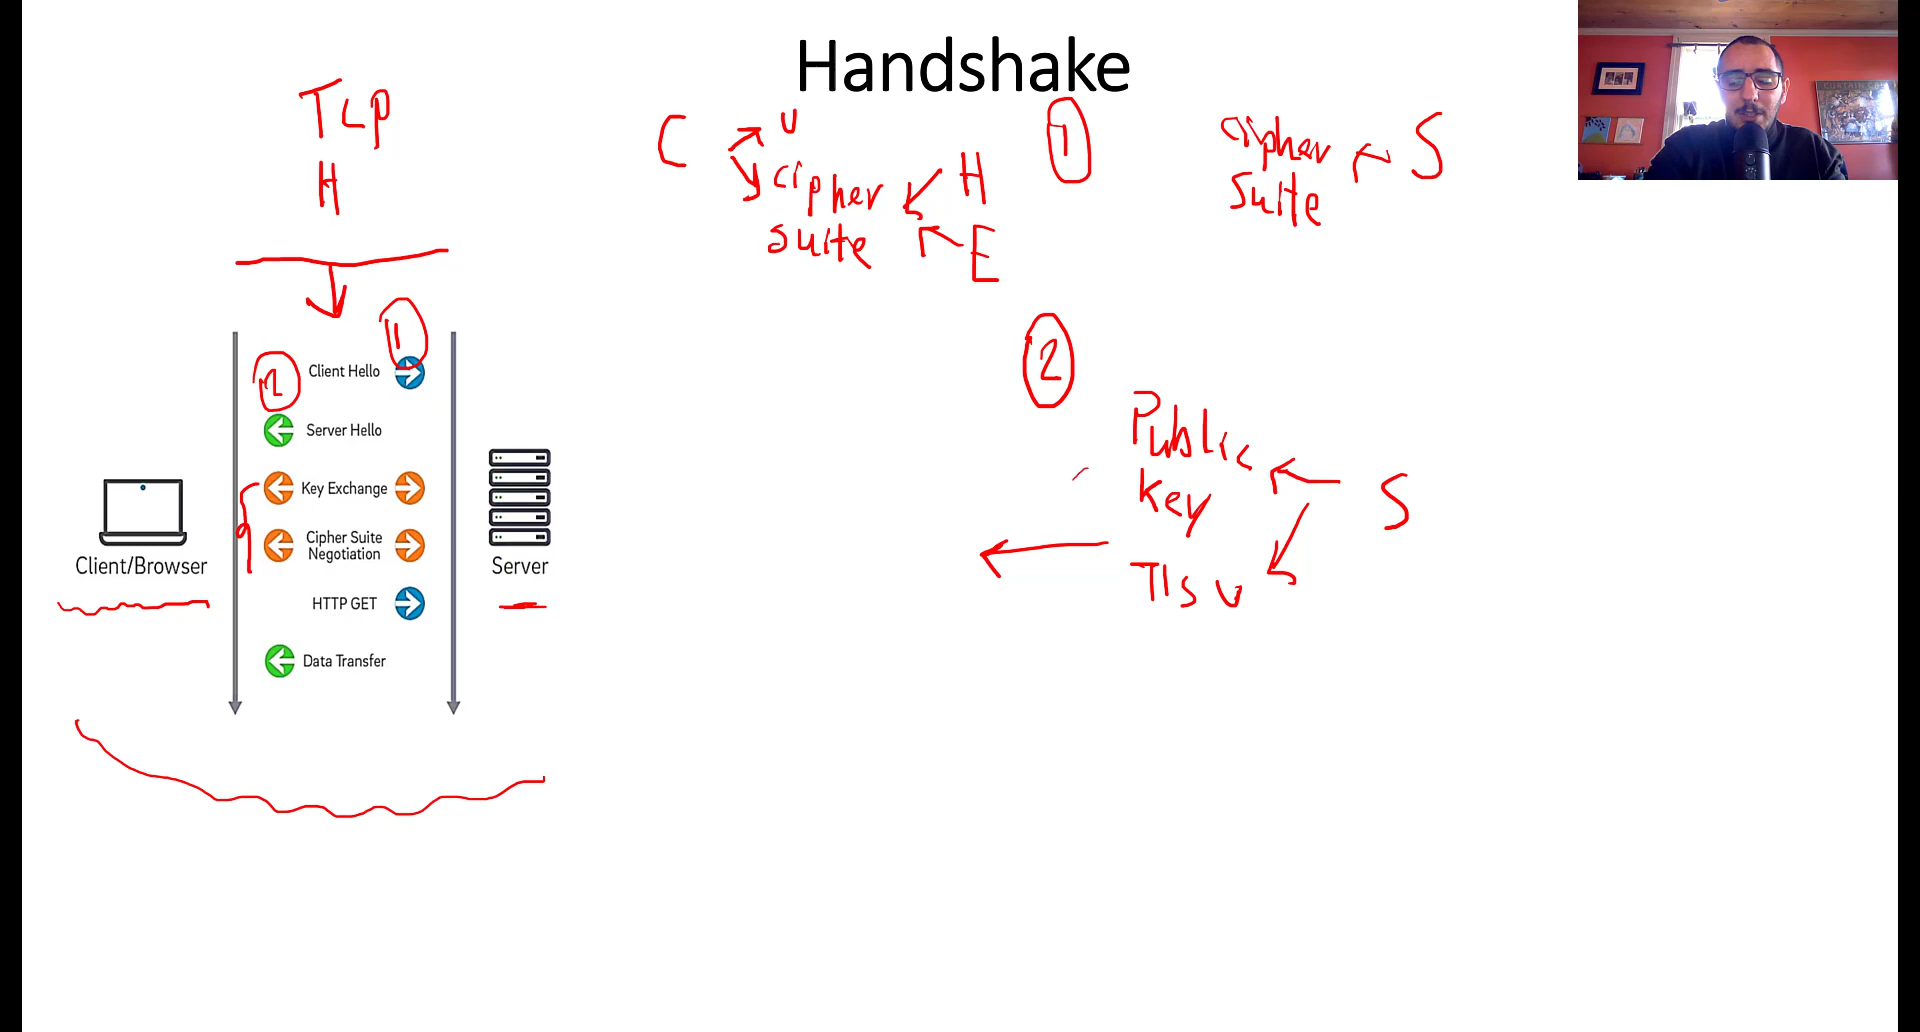 Handshake
TCP
H
C
v
cipher
suite
H
E
1
cipher
suite
S
1
2
Client Hello
Server Hello
Key Exchange
Cipher Suite
Negotiation
HTTP GET
Data Transfer
Client/Browser
Server
2
Public
key
Tls v
S